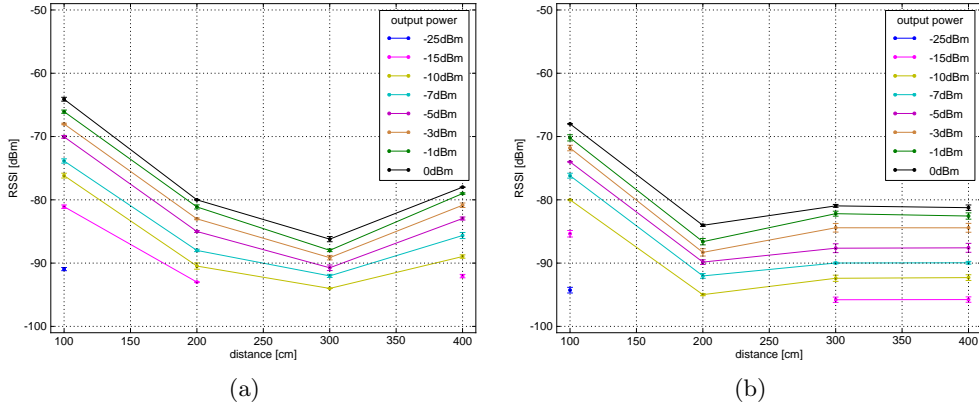 -50
-60
-70
-80
-90
-100
RSSI [dBm]
100 150 200 250 300 350 400
distance [cm]
output power
-25dBm
-15dBm
-10dBm
-7dBm
-5dBm
-3dBm
-1dBm
0dBm
(a)
-50
-60
-70
-80
-90
-100
RSSI [dBm]
100 150 200 250 300 350 400
distance [cm]
output power
-25dBm
-15dBm
-10dBm
-7dBm
-5dBm
-3dBm
-1dBm
0dBm
(b)